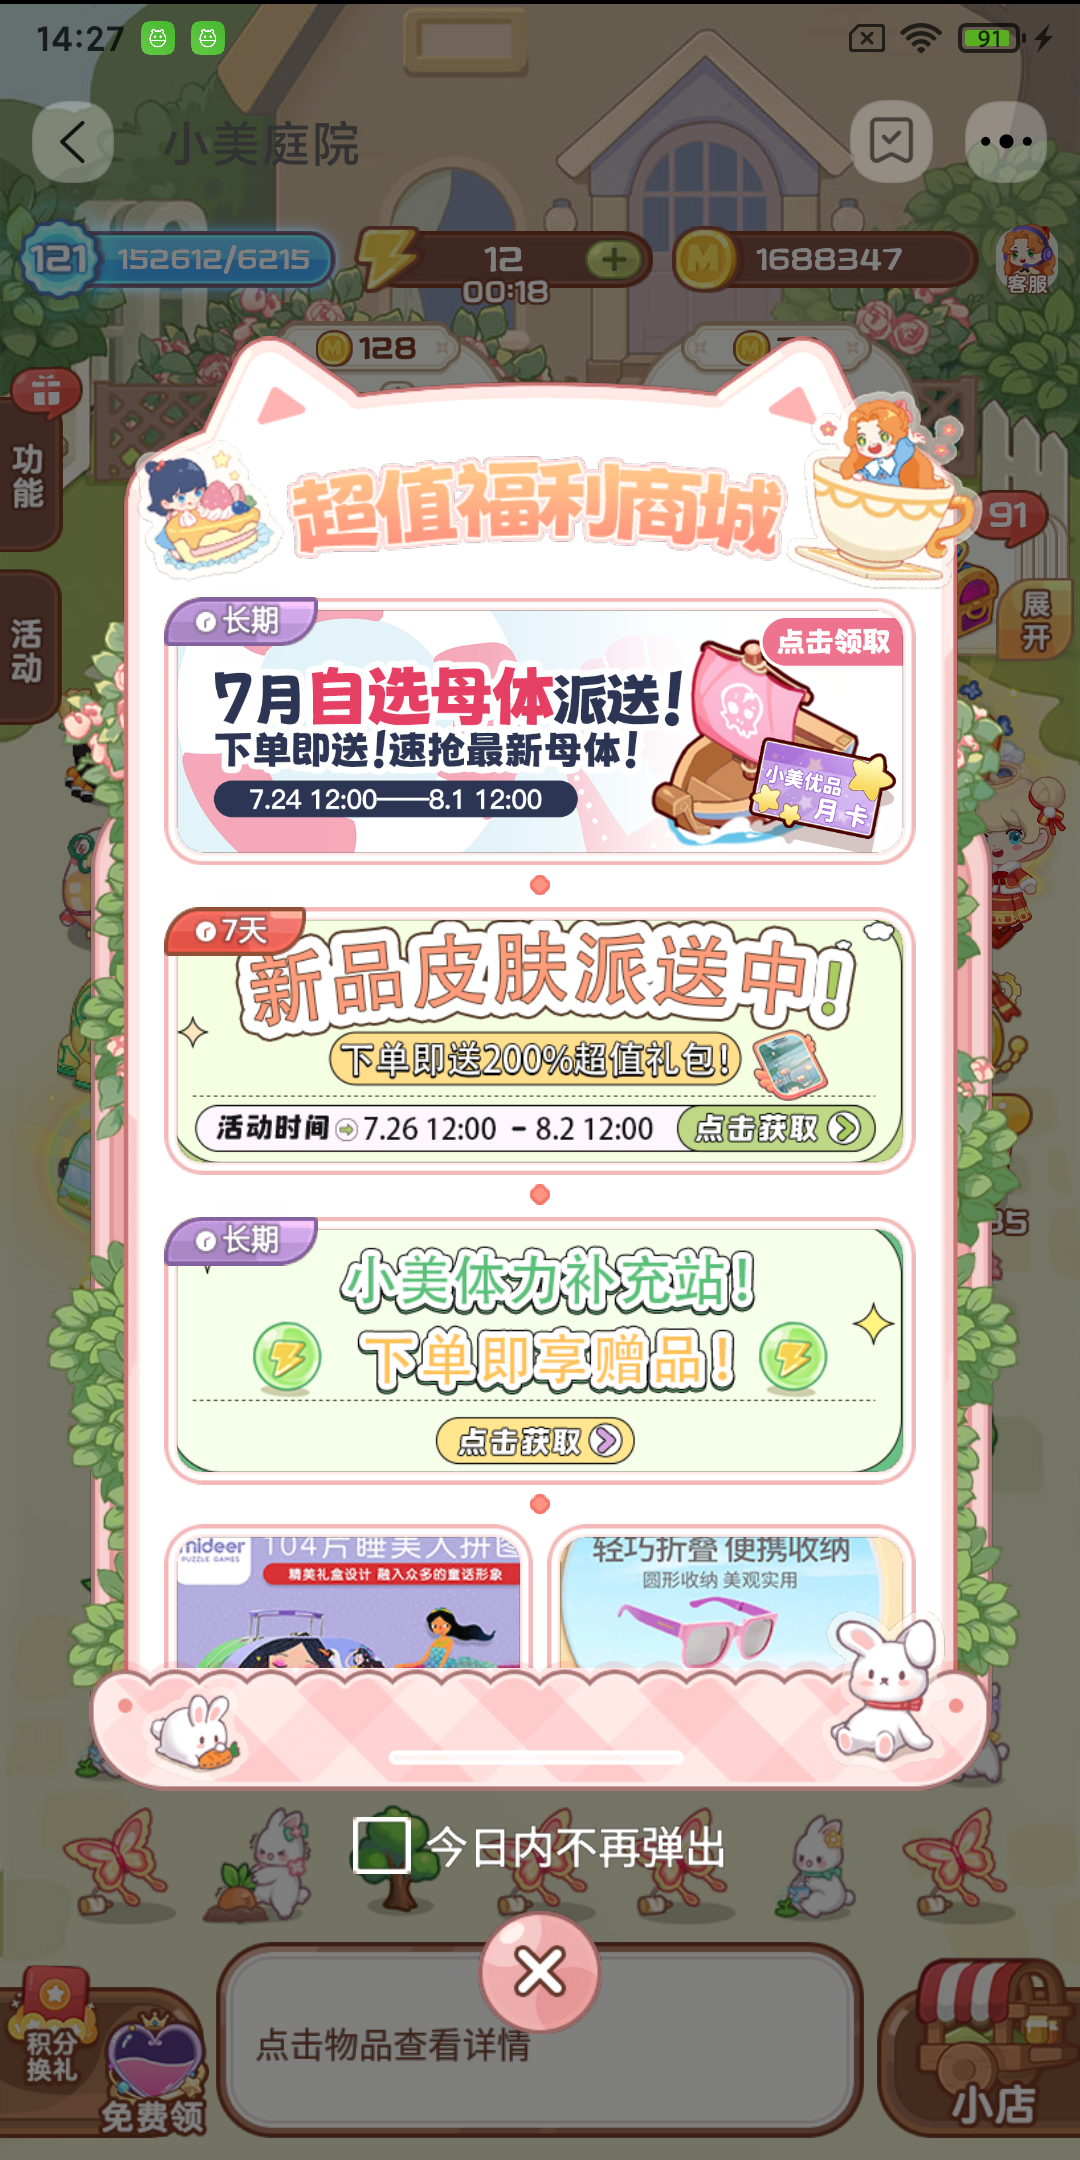 14:27
91
小美庭院
121
152612/6215
12
00:18
1688347
客服
128
功能
活动
91
展开
超值福利商城
长期
点击领取
7月自选母体派送!
下单即送!速抢最新母体!
7.24 12:00——8.1 12:00
小美优品
月卡
7天
新品皮肤派送中!
下单即送200%超值礼包!
活动时间 7.26 12:00 - 8.2 12:00
点击获取
长期
小美体力补充站!
下单即享赠品!
点击获取
mideer
PUZZLE GAMES
104片睡美人拼图
精美礼盒设计 融入众多的童话形象
轻巧折叠 便携收纳
圆形收纳 美观实用
今日内不再弹出
积分换礼
免费领
点击物品查看详情
小店